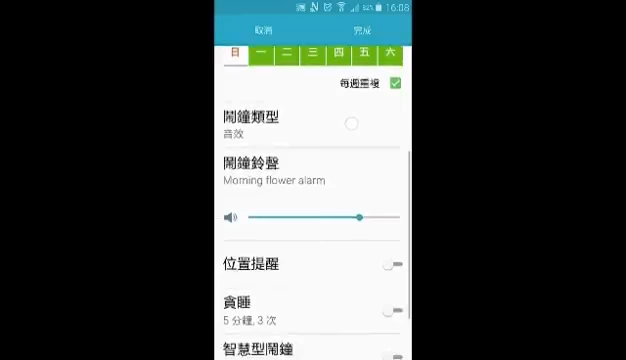 82% 16:08
取消 完成
日 一 二 三 四 五 六
每週重複
鬧鐘類型
音效
鬧鐘鈴聲
Morning flower alarm
位置提醒
貪睡
5 分鐘, 3 次
智慧型鬧鐘